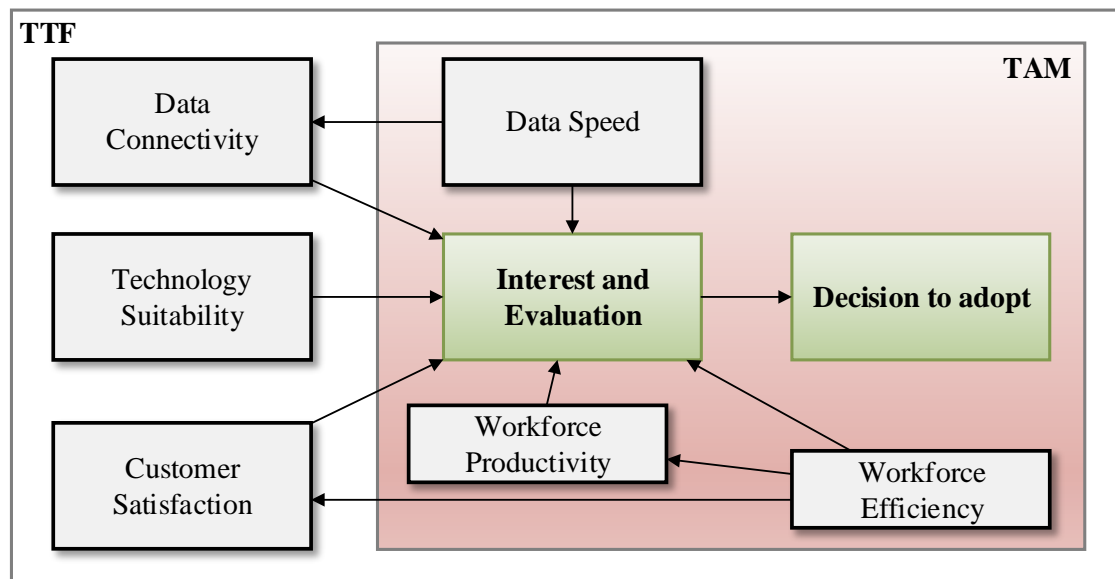 TTF
TAM
Data
Connectivity
Data Speed
Technology
Suitability
Interest and
Evaluation
Decision to adopt
Customer
Satisfaction
Workforce
Productivity
Workforce
Efficiency